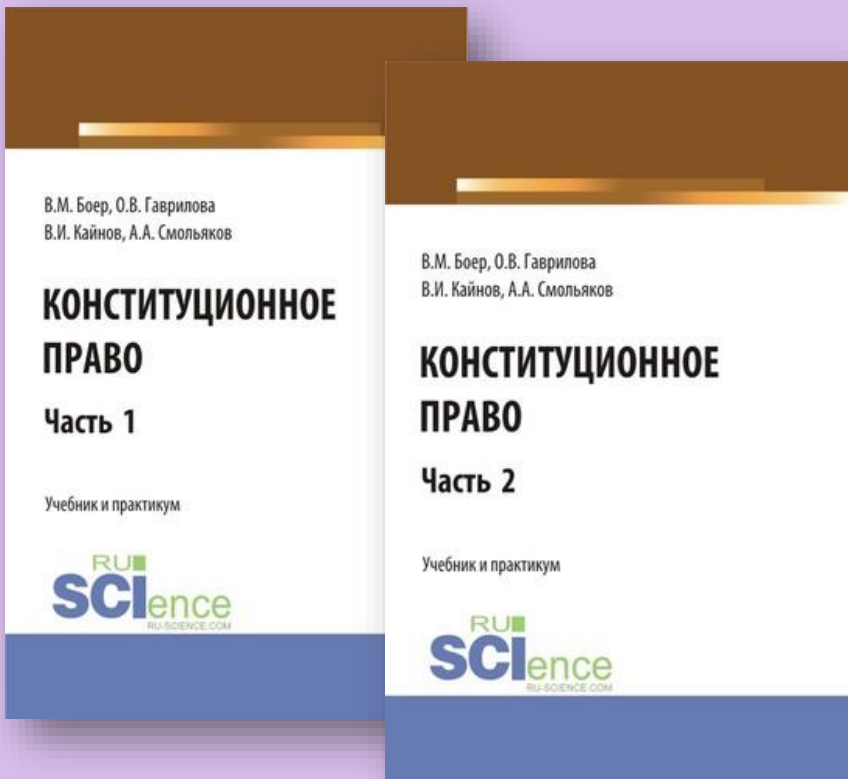 В.М. Боер, О.В. Гаврилова
В.И. Кайнов, А.А. Смольяков
КОНСТИТУЦИОННОЕ
ПРАВО
Часть 1
Учебник и практикум
RU
SCIence
RU-SCIENCE.COM
В.М. Боер, О.В. Гаврилова
В.И. Кайнов, А.А. Смольяков
КОНСТИТУЦИОННОЕ
ПРАВО
Часть 2
Учебник и практикум
RU
SCIence
RU-SCIENCE.COM